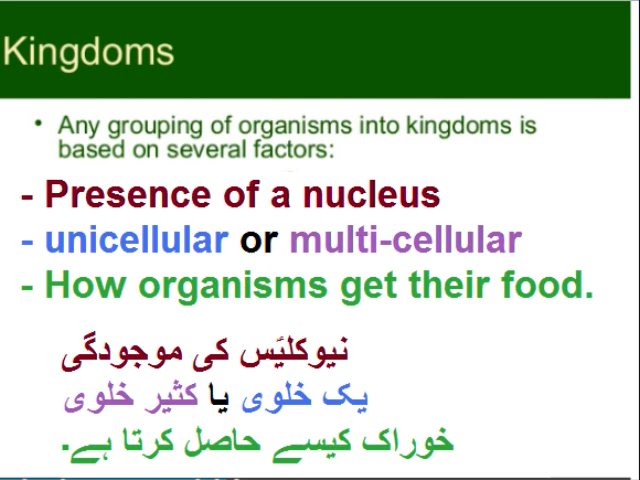 Kingdoms
• Any grouping of organisms into kingdoms is
based on several factors:
- Presence of a nucleus
- unicellular or multi-cellular
- How organisms get their food.
نیوکلیَس کی موجودگی
یک خلوی یا کثیر خلوی
خوراک کیسے حاصل کرتا ہے۔